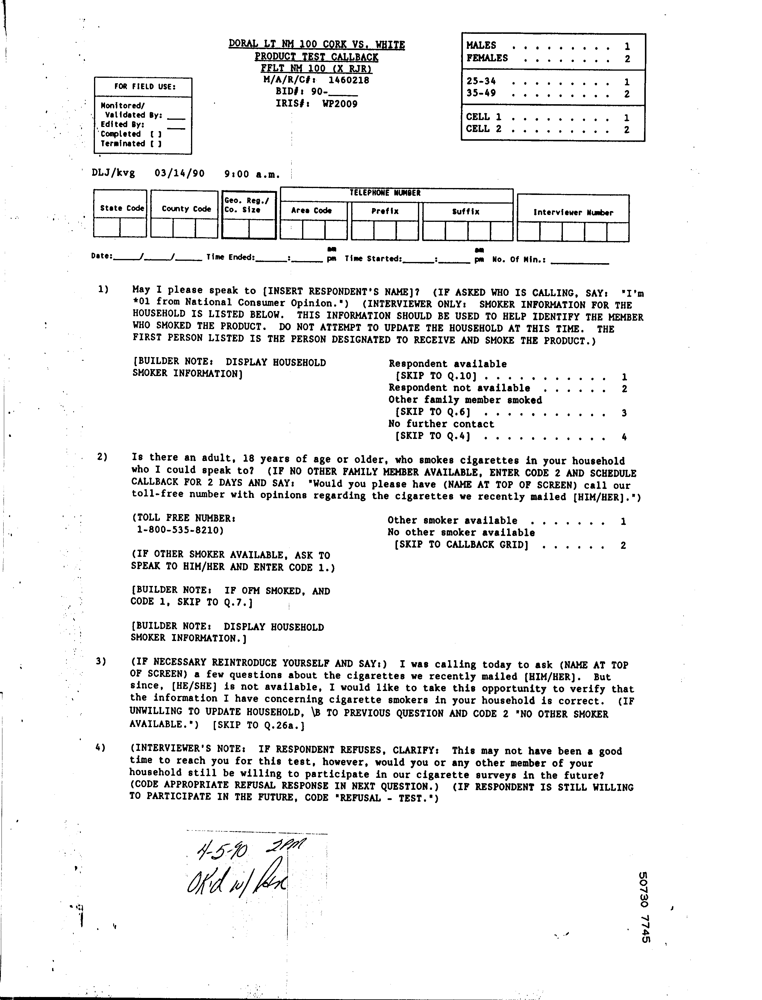 DORAL LT NM 100 CORK VS. WHITE
PRODUCT TEST CALLBACK
FFLT NM 100 (X RJR)
M/A/R/C#: 1460218
BID#: 90-_____
IRIS#: WP2009
MALES . . . . . . . . . 1
FEMALES . . . . . . . . 2
25-34 . . . . . . . . . 1
35-49 . . . . . . . . . 2
CELL 1 . . . . . . . . . 1
CELL 2 . . . . . . . . . 2
FOR FIELD USE:
Monitored/
Validated By: ___
Edited By: ___
Completed [ ]
Terminated [ ]
DLJ/kvg 03/14/90 9:00 a.m.
TELEPHONE NUMBER
State Code County Code Geo. Reg./
Co. Size Area Code Prefix Suffix Interviewer Number
am am
Date:____/____/____ Time Ended:_____:_____ pm Time Started:_____:_____ pm No. Of Min.: _________
1) May I please speak to [INSERT RESPONDENT'S NAME]? (IF ASKED WHO IS CALLING, SAY: "I'm
*01 from National Consumer Opinion.") (INTERVIEWER ONLY: SMOKER INFORMATION FOR THE
HOUSEHOLD IS LISTED BELOW. THIS INFORMATION SHOULD BE USED TO HELP IDENTIFY THE MEMBER
WHO SMOKED THE PRODUCT. DO NOT ATTEMPT TO UPDATE THE HOUSEHOLD AT THIS TIME. THE
FIRST PERSON LISTED IS THE PERSON DESIGNATED TO RECEIVE AND SMOKE THE PRODUCT.)
[BUILDER NOTE: DISPLAY HOUSEHOLD
SMOKER INFORMATION]
Respondent available
[SKIP TO Q.10] . . . . . . . . . . . 1
Respondent not available . . . . . . 2
Other family member smoked
[SKIP TO Q.6] . . . . . . . . . . . 3
No further contact
[SKIP TO Q.4] . . . . . . . . . . . 4
2) Is there an adult, 18 years of age or older, who smokes cigarettes in your household
who I could speak to? (IF NO OTHER FAMILY MEMBER AVAILABLE, ENTER CODE 2 AND SCHEDULE
CALLBACK FOR 2 DAYS AND SAY: "Would you please have (NAME AT TOP OF SCREEN) call our
toll-free number with opinions regarding the cigarettes we recently mailed [HIM/HER].")
(TOLL FREE NUMBER:
1-800-535-8210)
Other smoker available . . . . . . . 1
No other smoker available
[SKIP TO CALLBACK GRID] . . . . . . 2
(IF OTHER SMOKER AVAILABLE, ASK TO
SPEAK TO HIM/HER AND ENTER CODE 1.)
[BUILDER NOTE: IF OFM SMOKED, AND
CODE 1, SKIP TO Q.7.]
[BUILDER NOTE: DISPLAY HOUSEHOLD
SMOKER INFORMATION.]
3) (IF NECESSARY REINTRODUCE YOURSELF AND SAY:) I was calling today to ask (NAME AT TOP
OF SCREEN) a few questions about the cigarettes we recently mailed [HIM/HER]. But
since, [HE/SHE] is not available, I would like to take this opportunity to verify that
the information I have concerning cigarette smokers in your household is correct. (IF
UNWILLING TO UPDATE HOUSEHOLD, \B TO PREVIOUS QUESTION AND CODE 2 "NO OTHER SMOKER
AVAILABLE.") [SKIP TO Q.26a.]
4) (INTERVIEWER'S NOTE: IF RESPONDENT REFUSES, CLARIFY: This may not have been a good
time to reach you for this test, however, would you or any other member of your
household still be willing to participate in our cigarette surveys in the future?
(CODE APPROPRIATE REFUSAL RESPONSE IN NEXT QUESTION.) (IF RESPONDENT IS STILL WILLING
TO PARTICIPATE IN THE FUTURE, CODE "REFUSAL - TEST.")
4-5-90 2PM
OK'd w/
50730 7745